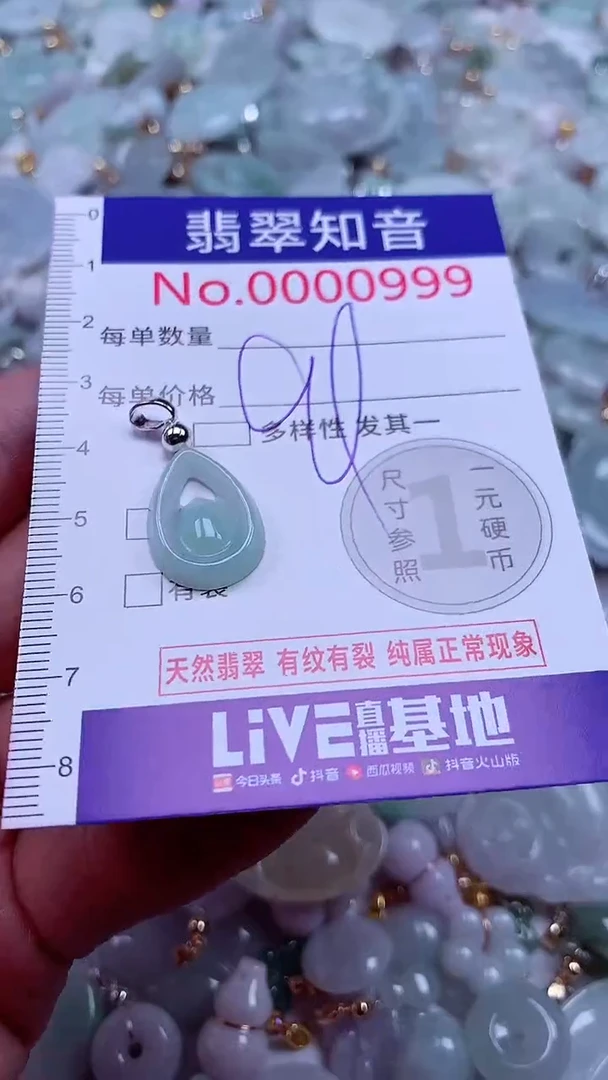 翡翠知音
No.0000999
每单数量
每单价格
多样性 发其一
尺寸参照
1
一元硬币
天然翡翠 有纹有裂 纯属正常现象
LiVE直播基地
今日头条 抖音 西瓜视频 抖音火山版
0
1
2
3
4
5
6
7
8